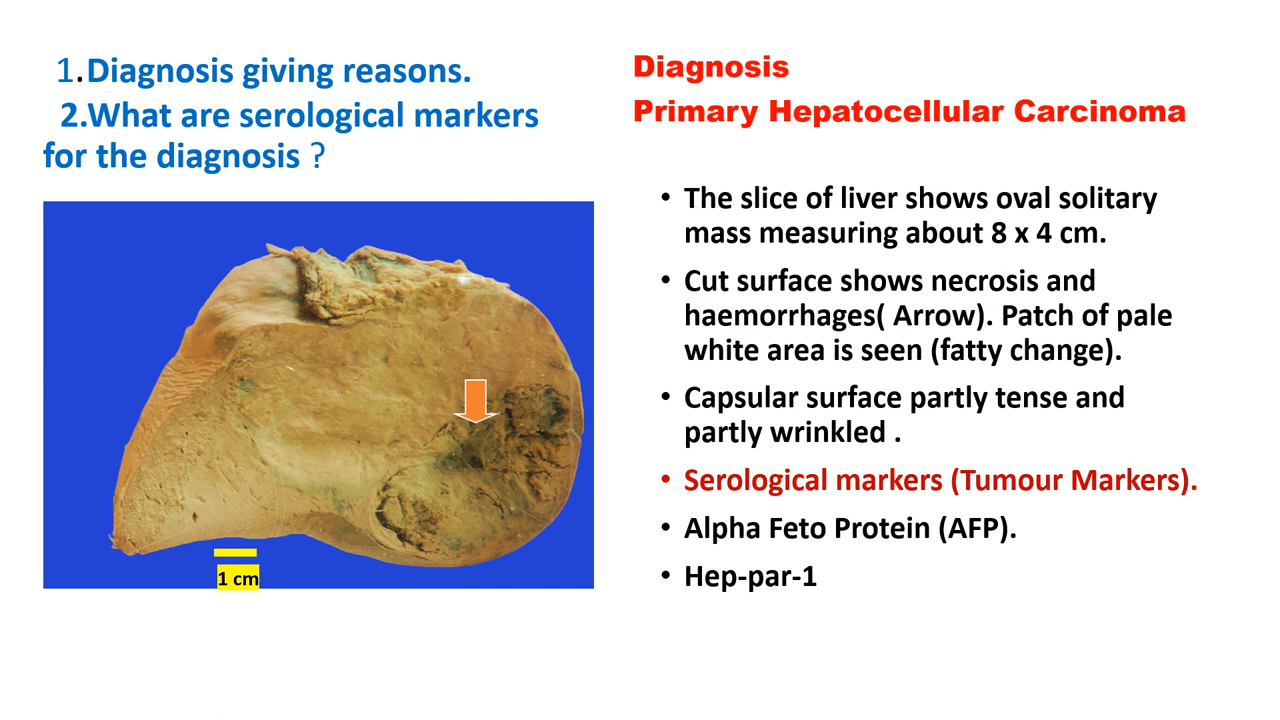 1.Diagnosis giving reasons.
2.What are serological markers
for the diagnosis ?
1 cm
Diagnosis
Primary Hepatocellular Carcinoma
• The slice of liver shows oval solitary
mass measuring about 8 x 4 cm.
• Cut surface shows necrosis and
haemorrhages( Arrow). Patch of pale
white area is seen (fatty change).
• Capsular surface partly tense and
partly wrinkled .
• Serological markers (Tumour Markers).
• Alpha Feto Protein (AFP).
• Hep-par-1